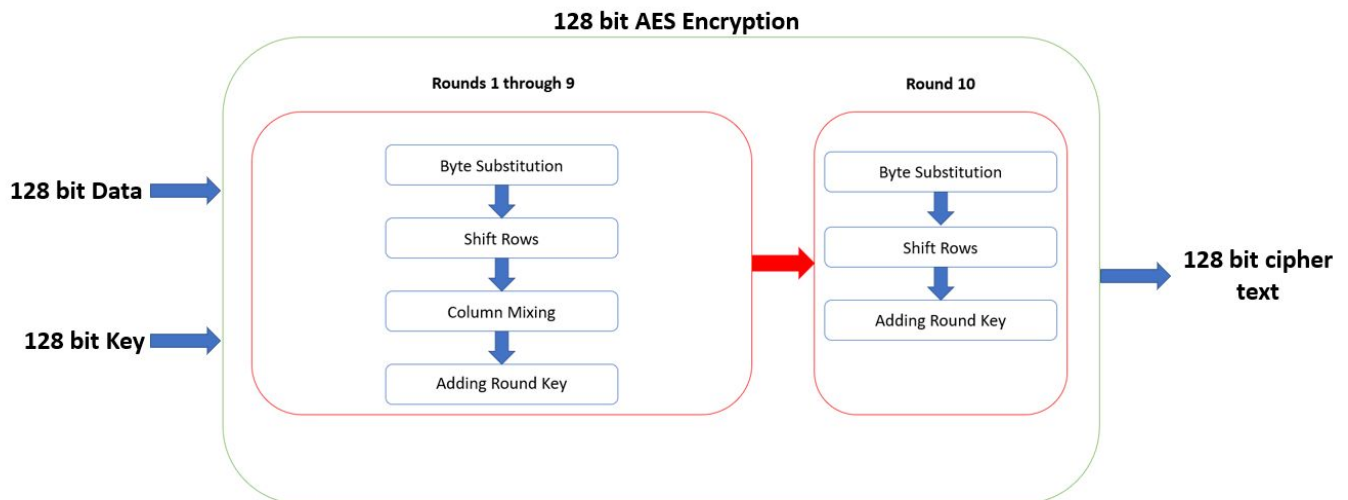 128 bit AES Encryption
Rounds 1 through 9
Round 10
128 bit Data
128 bit Key
Byte Substitution
Shift Rows
Column Mixing
Adding Round Key
Byte Substitution
Shift Rows
Adding Round Key
128 bit cipher
text